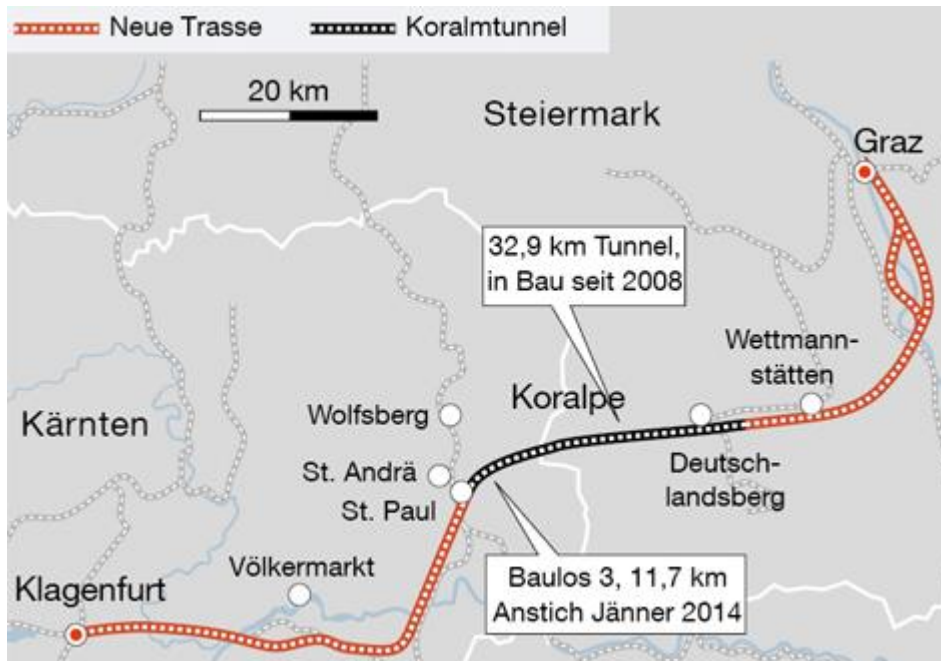 Neue Trasse
Koralmtunnel
20 km
Steiermark
Graz
32,9 km Tunnel,
in Bau seit 2008
Wettmann-
stätten
Koralpe
Wolfsberg
Kärnten
St. Andrä
Deutsch-
landsberg
St. Paul
Völkermarkt
Klagenfurt
Baulos 3, 11,7 km
Anstich Jänner 2014